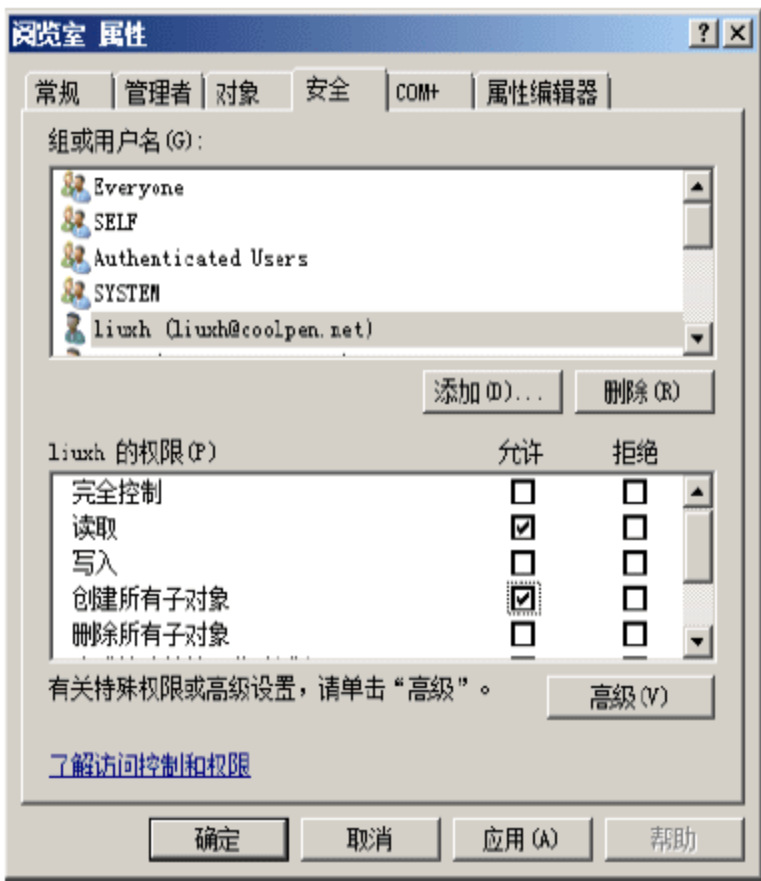 阅览室 属性
常规 管理者 对象 安全 COM+ 属性编辑器
组或用户名(G):
Everyone
SELF
Authenticated Users
SYSTEM
liuxh (liuxh@coolpen.net)
添加(D)... 删除(R)
liuxh 的权限(P) 允许 拒绝
完全控制
读取
写入
创建所有子对象
删除所有子对象
有关特殊权限或高级设置，请单击“高级”。
高级(V)
了解访问控制和权限
确定 取消 应用(A) 帮助